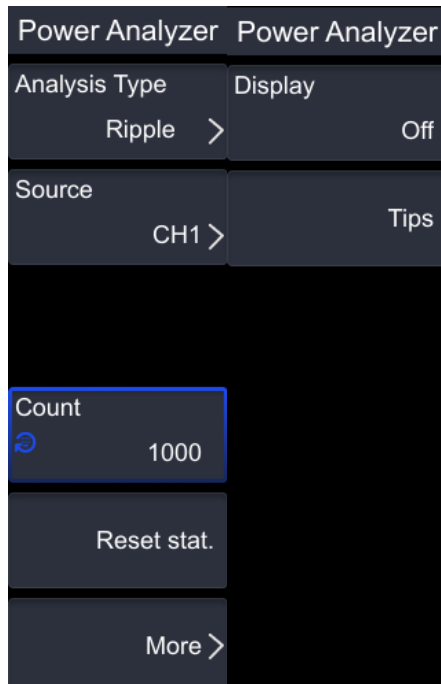 Power Analyzer
Analysis Type
Ripple
Source
CH1
Count
1000
Reset stat.
More
Power Analyzer
Display
Off
Tips